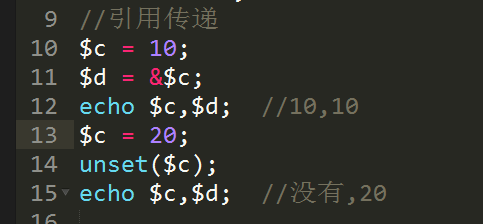 9 //引用传递
10 $c = 10;
11 $d = &$c;
12 echo $c,$d; //10,10
13 $c = 20;
14 unset($c);
15 echo $c,$d; //没有,20
16